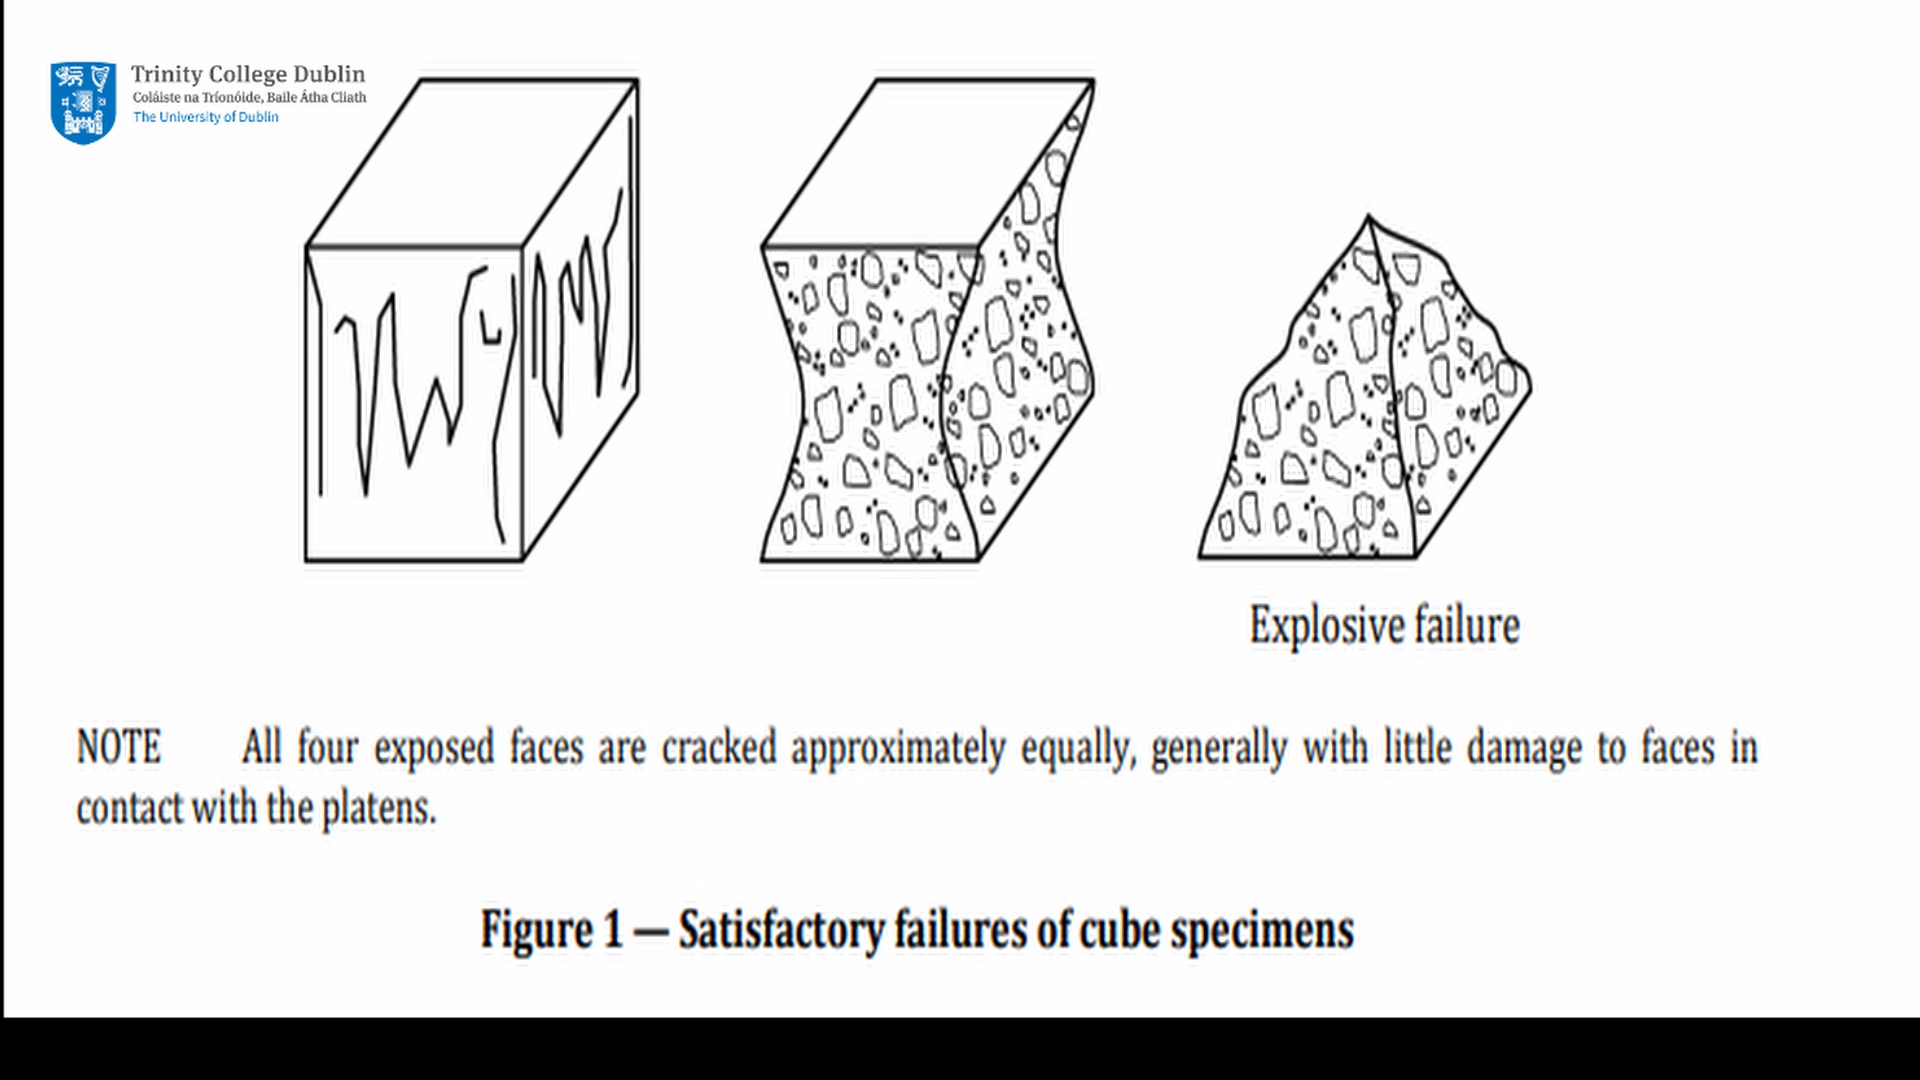 Trinity College Dublin
Coláiste na Tríonóide, Baile Átha Cliath
The University of Dublin
Explosive failure
NOTE All four exposed faces are cracked approximately equally, generally with little damage to faces in
contact with the platens.
Figure 1 — Satisfactory failures of cube specimens